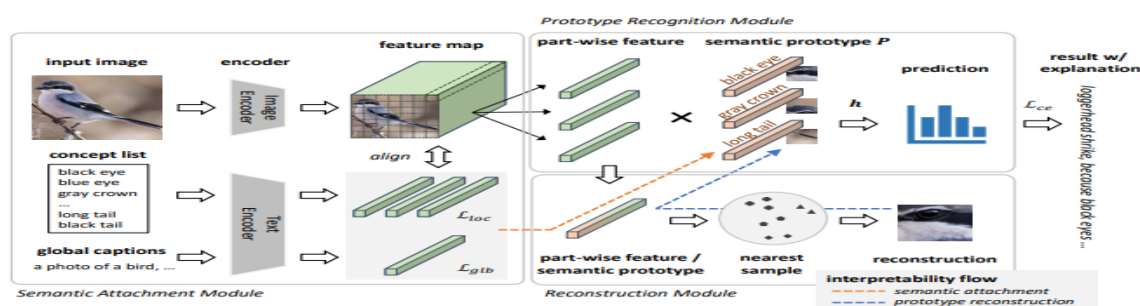 Prototype Recognition Module
input image
encoder
feature map
part-wise feature
semantic prototype P
prediction
result w/
explanation
Image
Encoder
align
black eye
gray crown
long tail
h
L_ce
loggerhead shrike, because black eyes...
concept list
black eye
blue eye
gray crown
...
long tail
black tail
Text
Encoder
L_loc
L_glb
global captions
a photo of a bird, ...
part-wise feature /
semantic prototype
nearest
sample
reconstruction
interpretability flow
semantic attachment
prototype reconstruction
Semantic Attachment Module
Reconstruction Module